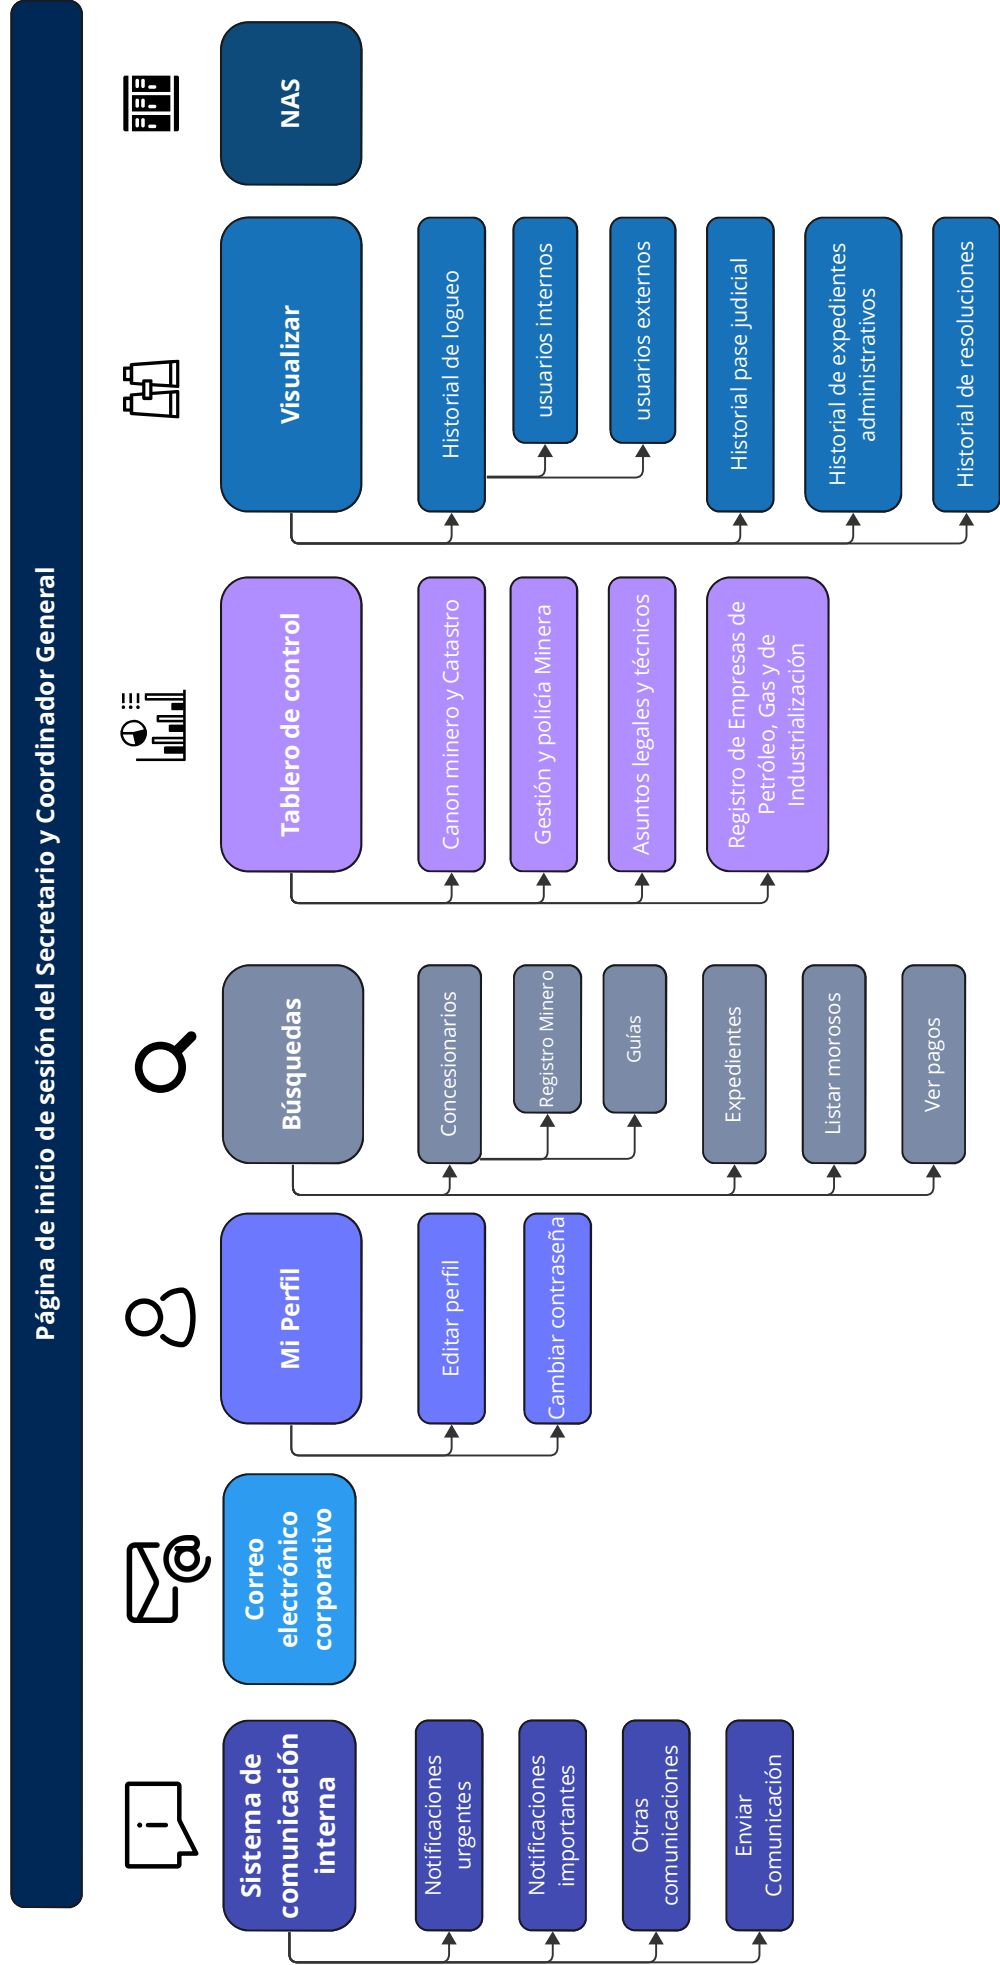 Página de inicio de sesión del Secretario y Coordinador General
Sistema de
comunicación
interna
Notificaciones
urgentes
Notificaciones
importantes
Otras
comunicaciones
Enviar
Comunicación
Correo
electrónico
corporativo
Mi Perfil
Editar perfil
Cambiar contraseña
Búsquedas
Concesionarios
Registro Minero
Guías
Expedientes
Listar morosos
Ver pagos
Tablero de control
Canon minero y Catastro
Gestión y policía Minera
Asuntos legales y técnicos
Registro de Empresas de
Petróleo, Gas y de
Industrialización
Visualizar
Historial de logueo
usuarios internos
usuarios externos
Historial pase judicial
Historial de expedientes
administrativos
Historial de resoluciones
NAS